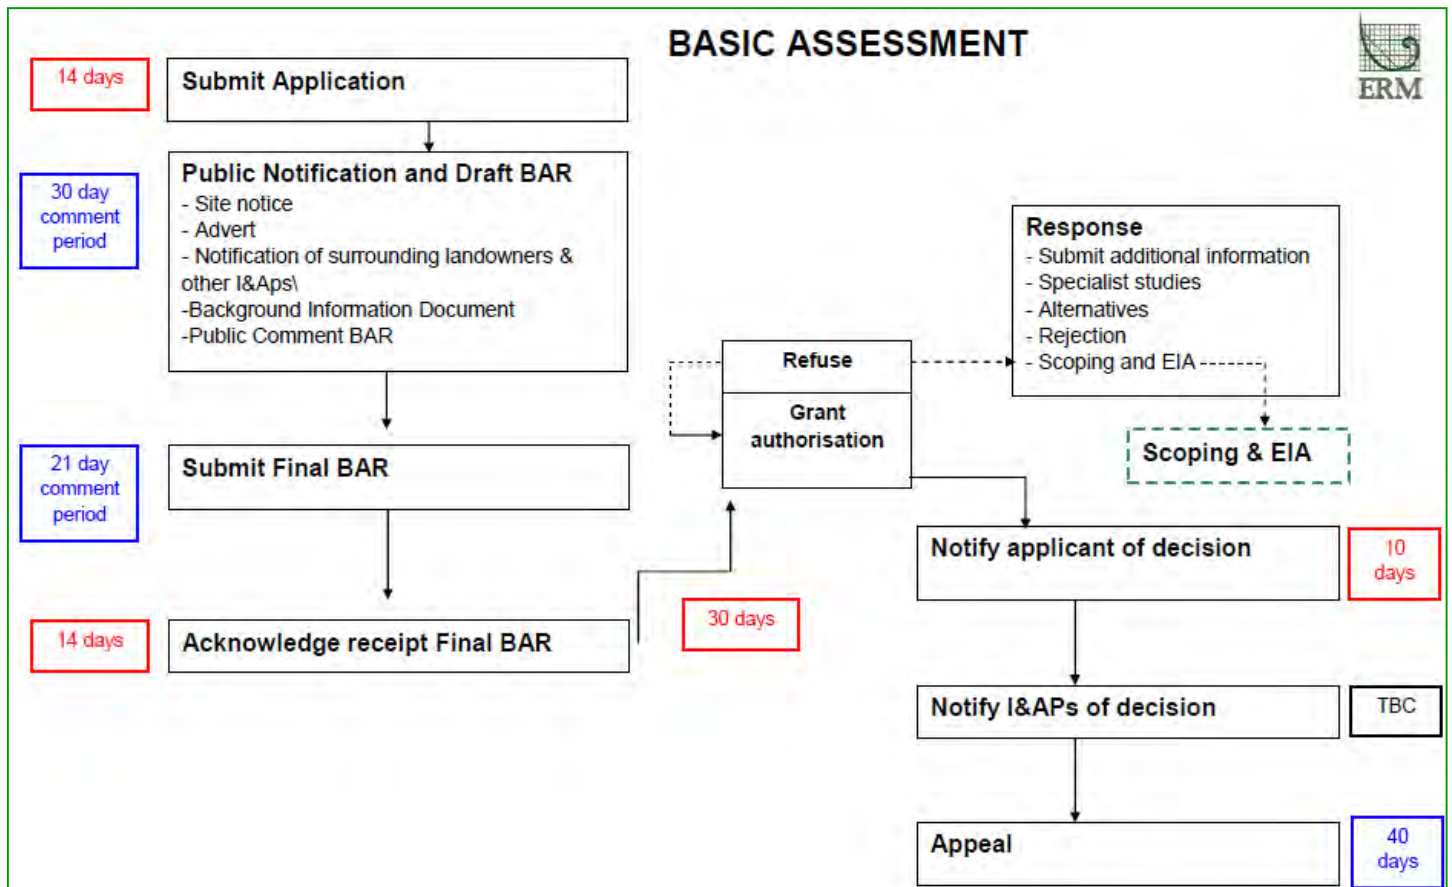 BASIC ASSESSMENT
ERM
14 days
Submit Application
30 day
comment
period
Public Notification and Draft BAR
- Site notice
- Advert
- Notification of surrounding landowners &
other I&Aps\
-Background Information Document
-Public Comment BAR
21 day
comment
period
Submit Final BAR
14 days
Acknowledge receipt Final BAR
30 days
Refuse
Grant
authorisation
Response
- Submit additional information
- Specialist studies
- Alternatives
- Rejection
- Scoping and EIA
Scoping & EIA
Notify applicant of decision
10
days
Notify I&APs of decision
TBC
Appeal
40
days